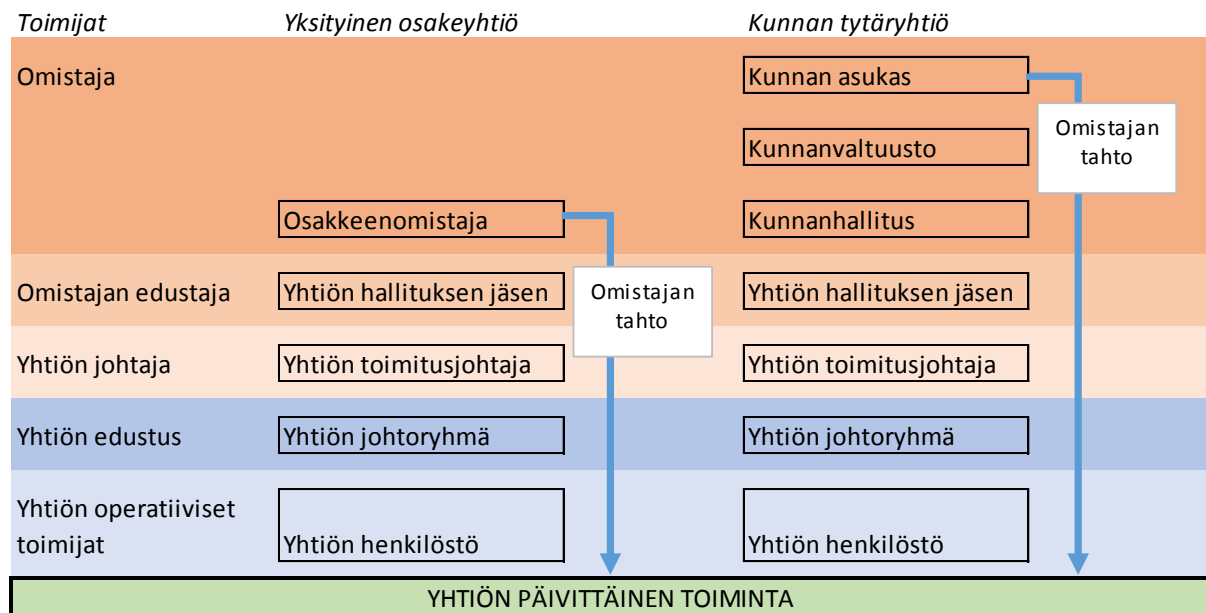 Toimijat Yksityinen osakeyhtiö Kunnan tytäryhtiö
Omistaja Kunnan asukas
Omistajan
tahto
Kunnanvaltuusto
Osakkeenomistaja Kunnanhallitus
Omistajan edustaja Yhtiön hallituksen jäsen Yhtiön hallituksen jäsen
Omistajan
tahto
Yhtiön johtaja Yhtiön toimitusjohtaja Yhtiön toimitusjohtaja
Yhtiön edustus Yhtiön johtoryhmä Yhtiön johtoryhmä
Yhtiön operatiiviset
toimijat Yhtiön henkilöstö Yhtiön henkilöstö
YHTIÖN PÄIVITTÄINEN TOIMINTA